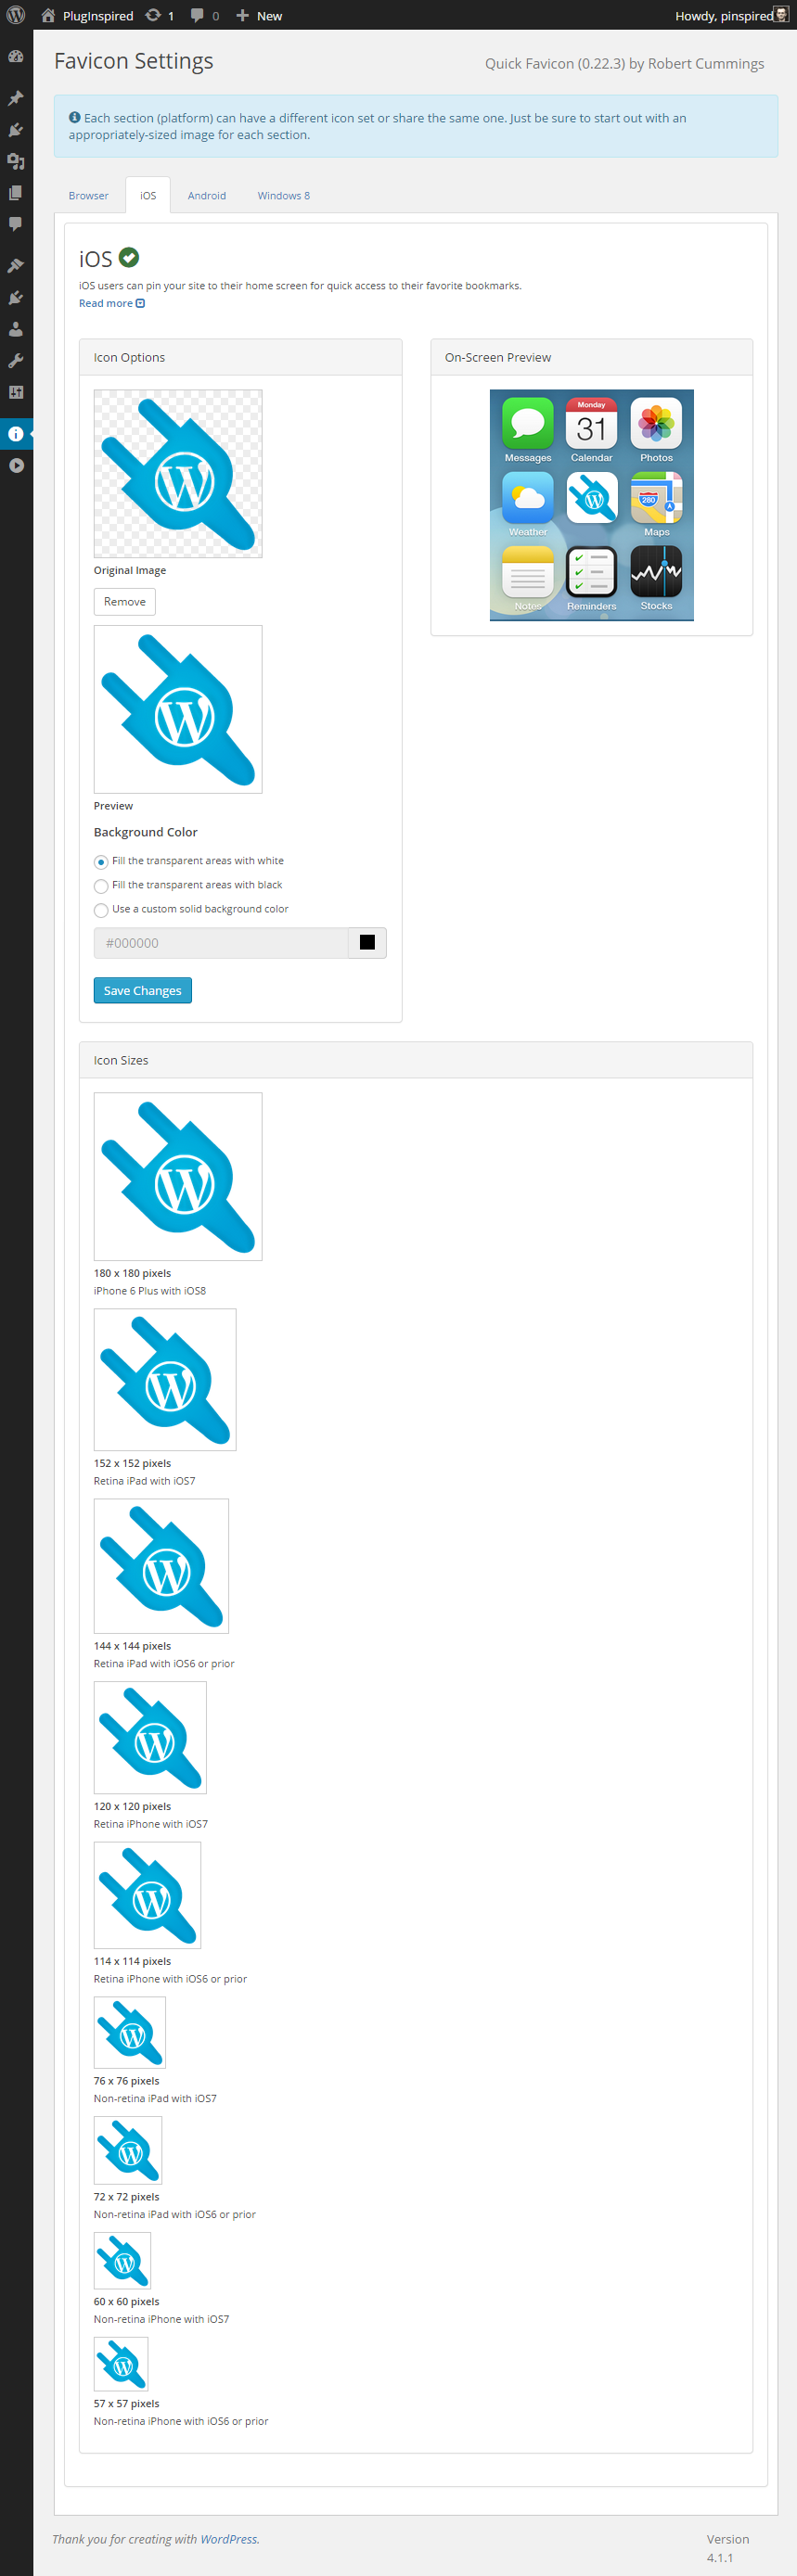 PlugInspired 1 0 New Howdy, pinspired
Favicon Settings
Quick Favicon (0.22.3) by Robert Cummings
Each section (platform) can have a different icon set or share the same one. Just be sure to start out with an
appropriately-sized image for each section.
Browser iOS Android Windows 8
iOS
iOS users can pin your site to their home screen for quick access to their favorite bookmarks.
Read more
Icon Options
Original Image
Remove
Preview
Background Color
Fill the transparent areas with white
Fill the transparent areas with black
Use a custom solid background color
#000000
Save Changes
On-Screen Preview
Monday
31
Messages Calendar Photos
280
Weather Maps
Notes Reminders Stocks
Icon Sizes
180 x 180 pixels
iPhone 6 Plus with iOS8
152 x 152 pixels
Retina iPad with iOS7
144 x 144 pixels
Retina iPad with iOS6 or prior
120 x 120 pixels
Retina iPhone with iOS7
114 x 114 pixels
Retina iPhone with iOS6 or prior
76 x 76 pixels
Non-retina iPad with iOS7
72 x 72 pixels
Non-retina iPad with iOS6 or prior
60 x 60 pixels
Non-retina iPhone with iOS7
57 x 57 pixels
Non-retina iPhone with iOS6 or prior
Thank you for creating with WordPress.
Version
4.1.1